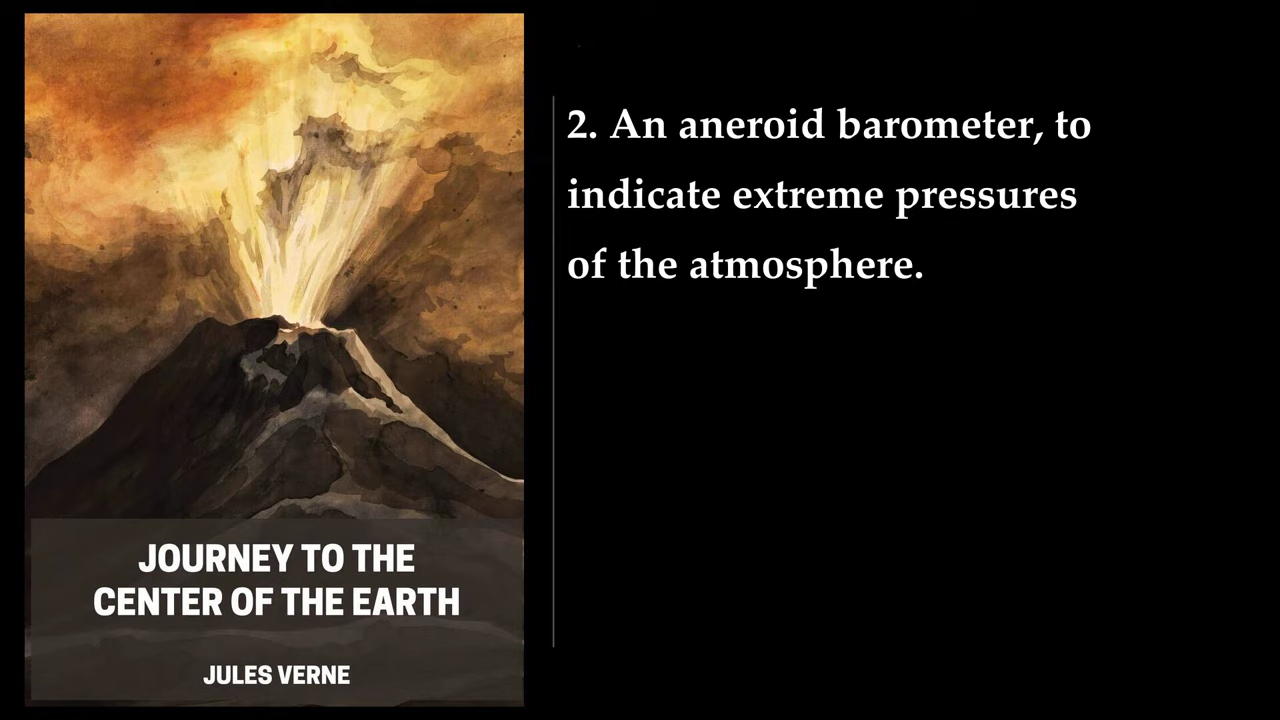 2. An aneroid barometer, to
indicate extreme pressures
of the atmosphere.
JOURNEY TO THE
CENTER OF THE EARTH
JULES VERNE